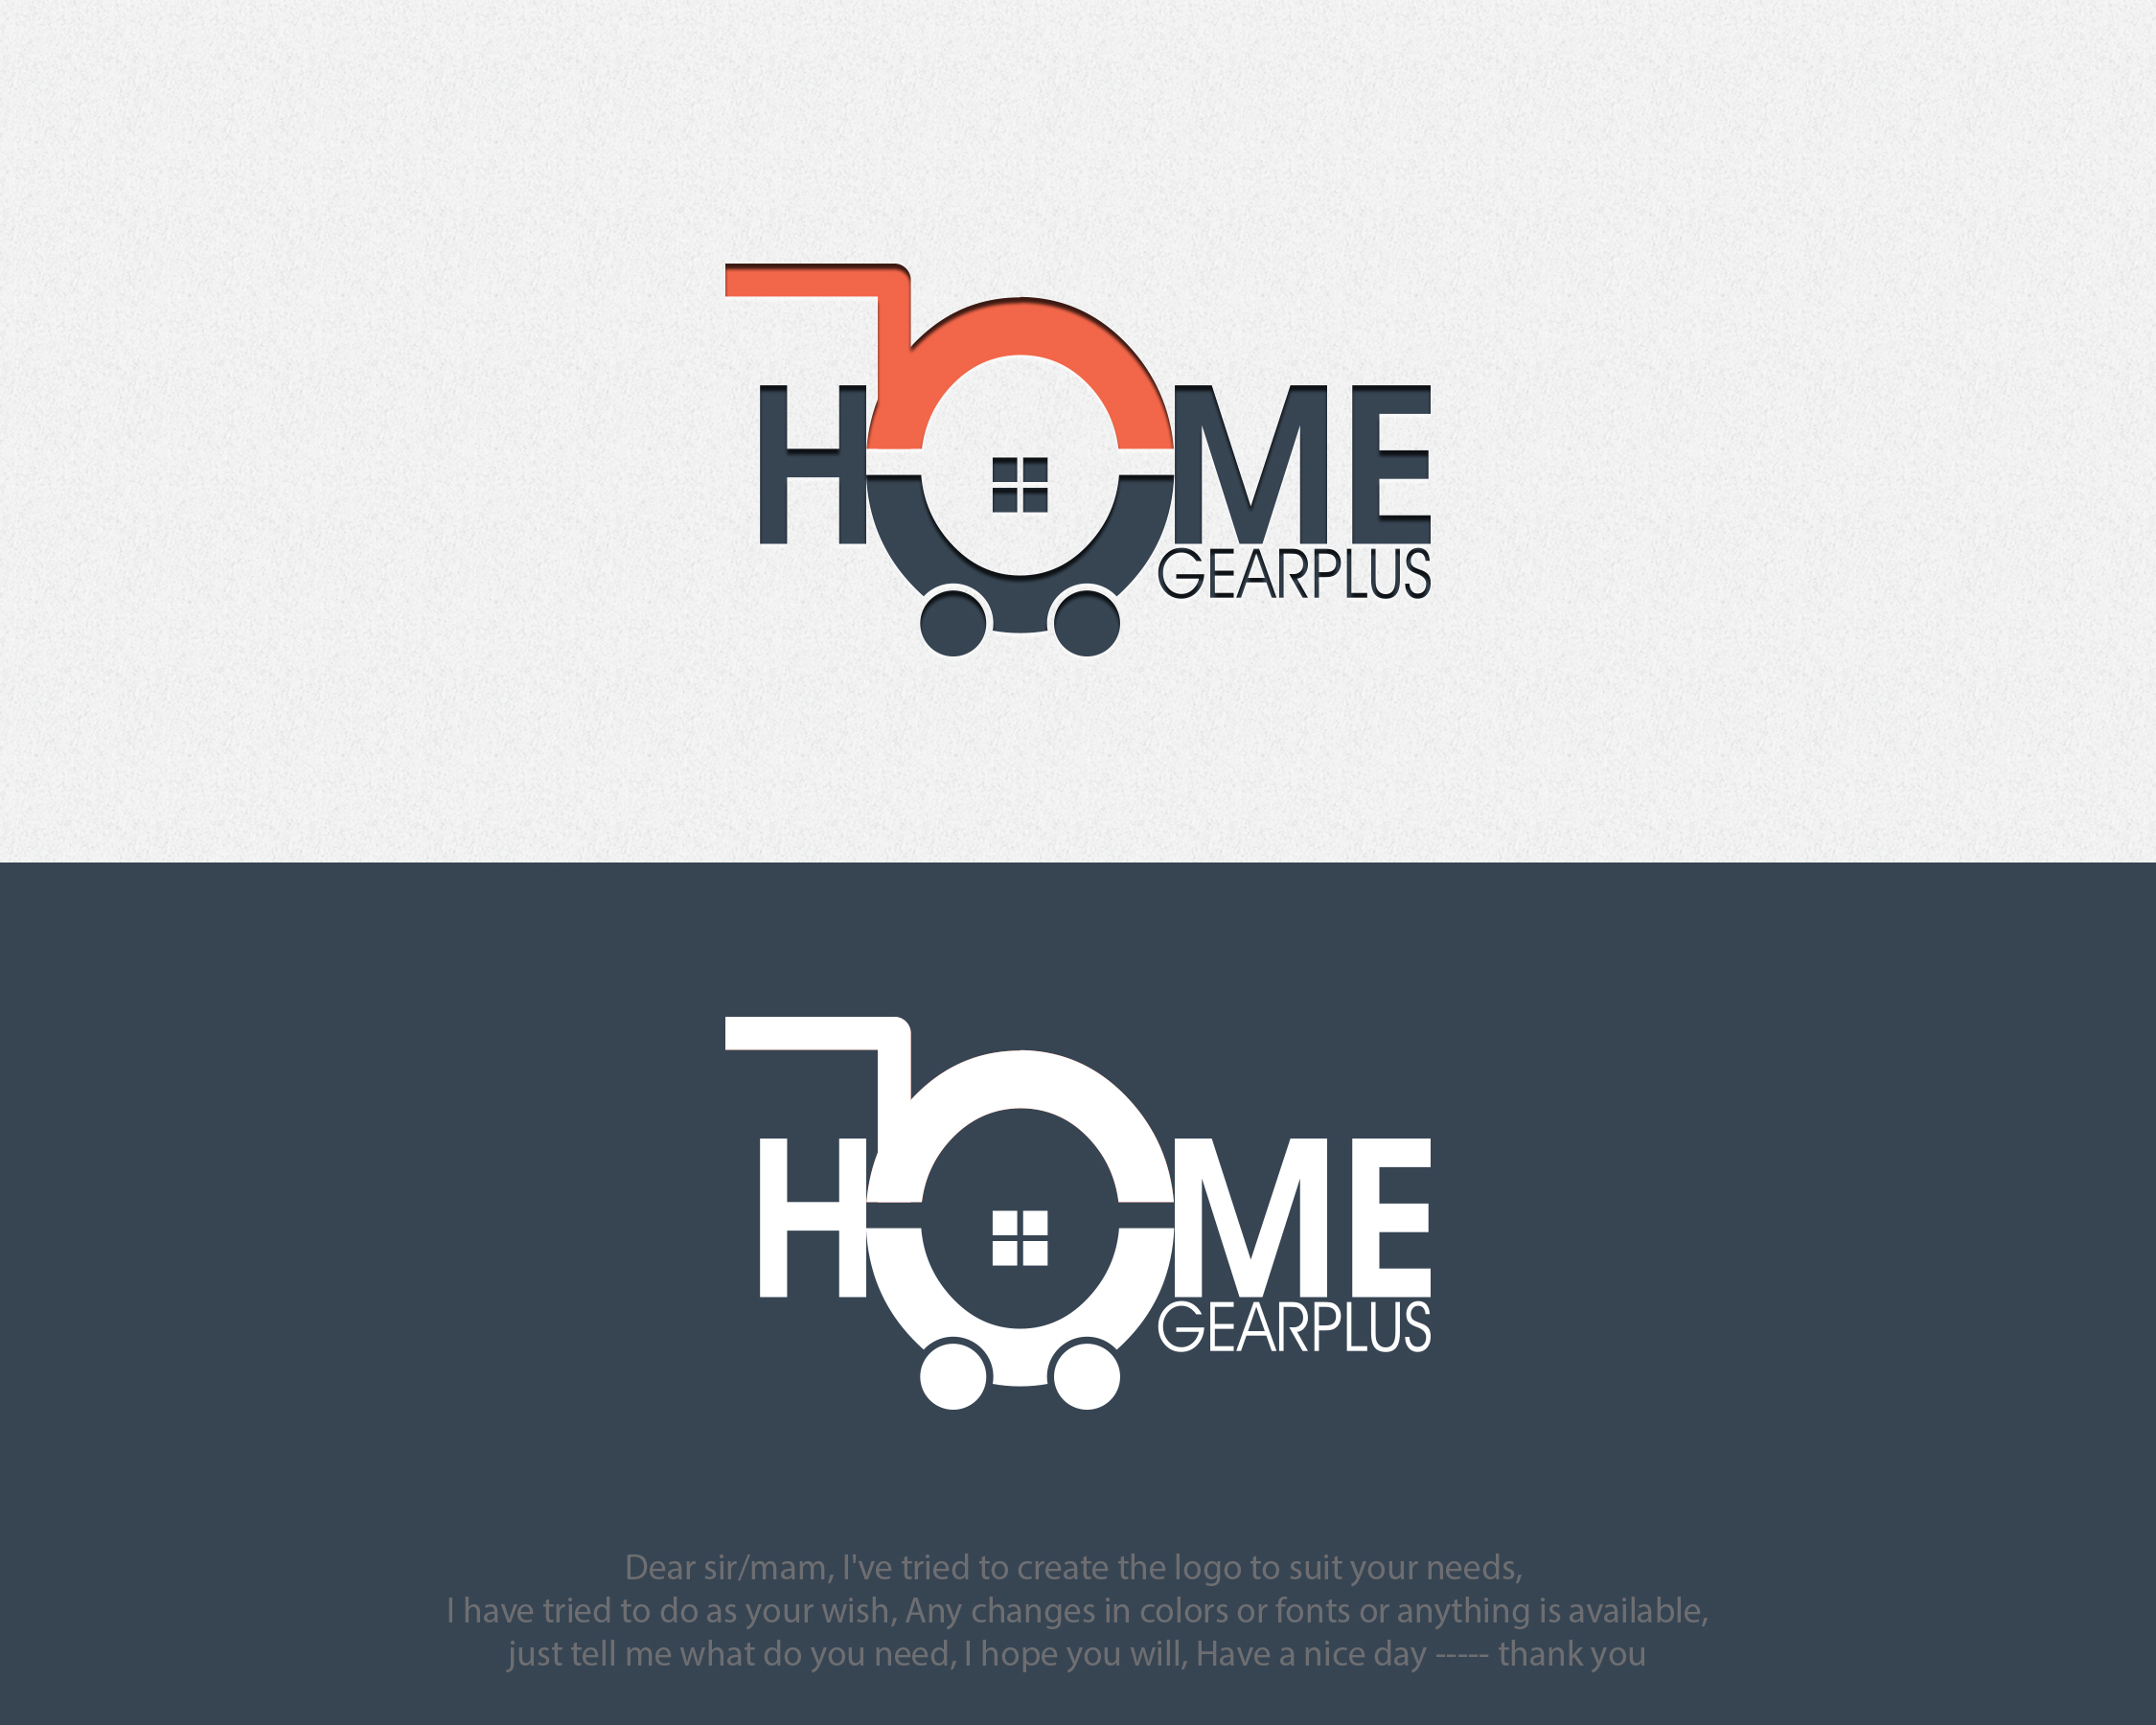 HOME
GEARPLUS
HOME
GEARPLUS
Dear sir/mam, I've tried to create the logo to suit your needs,
I have tried to do as your wish, Any changes in colors or fonts or anything is available,
just tell me what do you need, I hope you will, Have a nice day ----- thank you